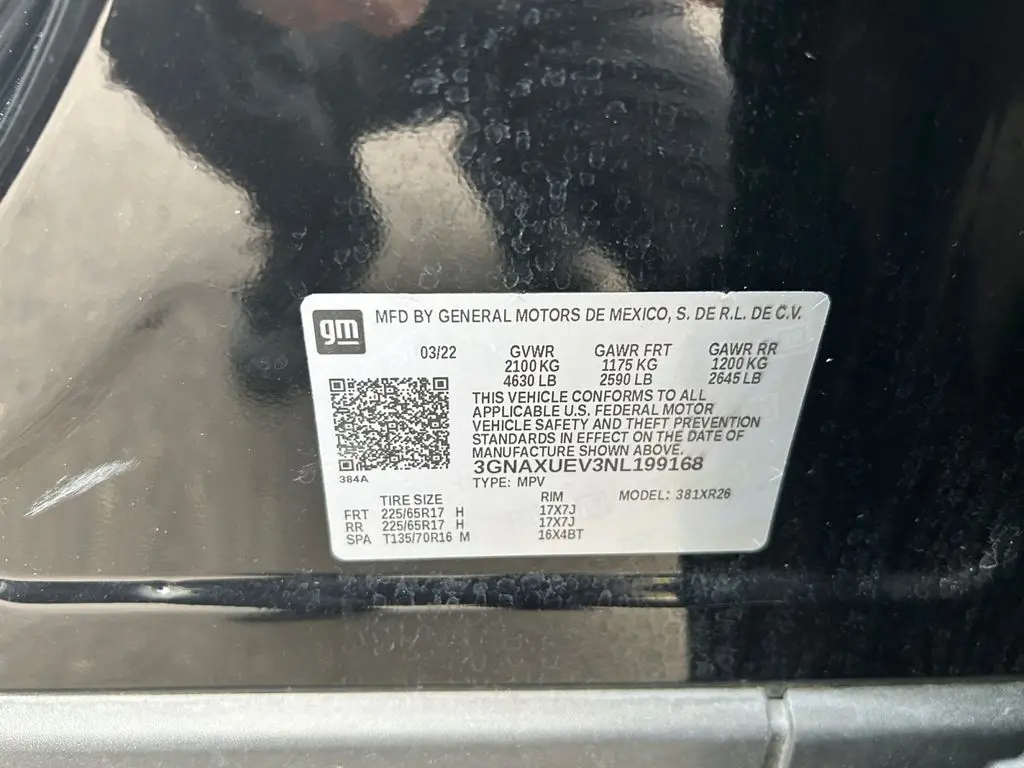 gm MFD BY GENERAL MOTORS DE MEXICO, S. DE R.L. DE C.V.
03/22 GVWR GAWR FRT GAWR RR
2100 KG 1175 KG 1200 KG
4630 LB 2590 LB 2645 LB
THIS VEHICLE CONFORMS TO ALL
APPLICABLE U.S. FEDERAL MOTOR
VEHICLE SAFETY AND THEFT PREVENTION
STANDARDS IN EFFECT ON THE DATE OF
MANUFACTURE SHOWN ABOVE.
3GNAXUEV3NL199168
384A
TYPE: MPV
TIRE SIZE RIM MODEL: 381XR26
FRT 225/65R17 H 17X7J
RR 225/65R17 H 17X7J
SPA T135/70R16 M 16X4BT